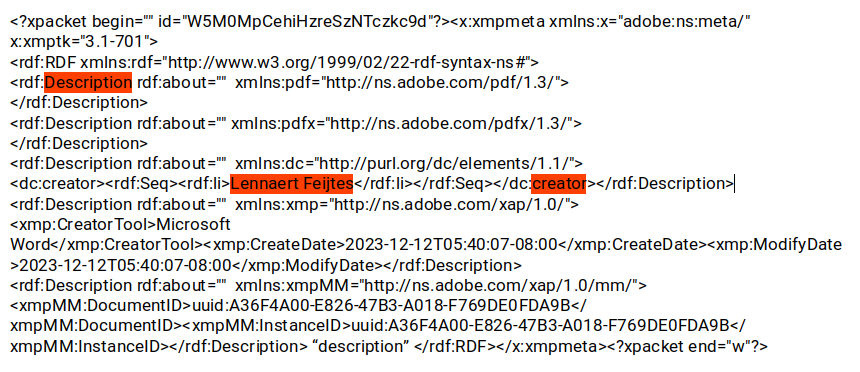 <?xpacket begin="" id="W5M0MpCehiHzreSzNTczkc9d"?><x:xmpmeta xmlns:x="adobe:ns:meta/"
x:xmptk="3.1-701">
<rdf:RDF xmlns:rdf="http://www.w3.org/1999/02/22-rdf-syntax-ns#">
<rdf:Description rdf:about=""  xmlns:pdf="http://ns.adobe.com/pdf/1.3/">
</rdf:Description>
<rdf:Description rdf:about="" xmlns:pdfx="http://ns.adobe.com/pdfx/1.3/">
</rdf:Description>
<rdf:Description rdf:about=""  xmlns:dc="http://purl.org/dc/elements/1.1/">
<dc:creator><rdf:Seq><rdf:li>Lennaert Feijtes</rdf:li></rdf:Seq></dc:creator></rdf:Description>
<rdf:Description rdf:about=""  xmlns:xmp="http://ns.adobe.com/xap/1.0/">
<xmp:CreatorTool>Microsoft
Word</xmp:CreatorTool><xmp:CreateDate>2023-12-12T05:40:07-08:00</xmp:CreateDate><xmp:ModifyDate
>2023-12-12T05:40:07-08:00</xmp:ModifyDate></rdf:Description>
<rdf:Description rdf:about=""  xmlns:xmpMM="http://ns.adobe.com/xap/1.0/mm/">
<xmpMM:DocumentID>uuid:A36F4A00-E826-47B3-A018-F769DE0FDA9B</
xmpMM:DocumentID><xmpMM:InstanceID>uuid:A36F4A00-E826-47B3-A018-F769DE0FDA9B</
xmpMM:InstanceID></rdf:Description> “description” </rdf:RDF></x:xmpmeta><?xpacket end="w"?>